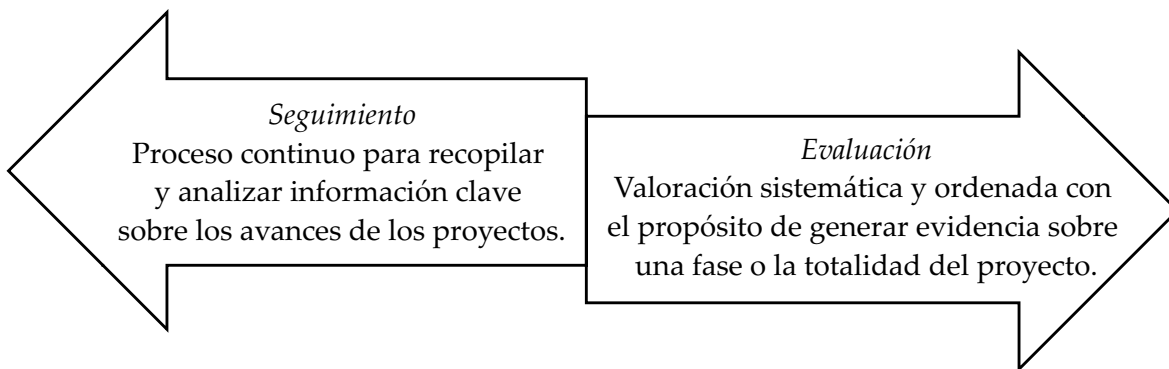 Seguimiento
Proceso continuo para recopilar
y analizar información clave
sobre los avances de los proyectos.
Evaluación
Valoración sistemática y ordenada con
el propósito de generar evidencia sobre
una fase o la totalidad del proyecto.